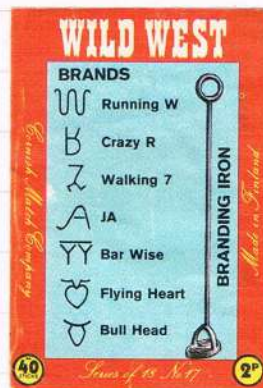 WILD WEST
BRANDS
Running W
Crazy R
Walking 7
JA
Bar Wise
Flying Heart
Bull Head
BRANDING IRON
Cornish Match Company
Made in Finland
40
STICKS
Series of 18 No 17
2P